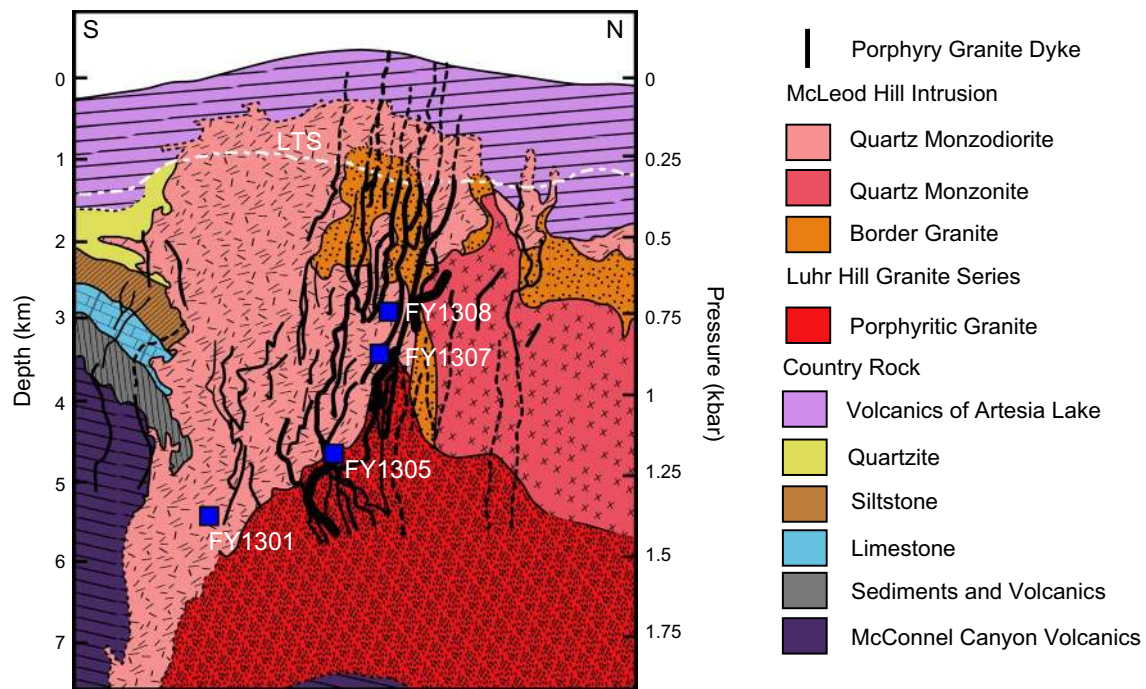 S
N
Depth (km)
0
1
2
3
4
5
6
7
LTS
FY1308
FY1307
FY1305
FY1301
0
0.25
0.5
0.75
1
1.25
1.5
1.75
Pressure (kbar)
Porphyry Granite Dyke
McLeod Hill Intrusion
Quartz Monzodiorite
Quartz Monzonite
Border Granite
Luhr Hill Granite Series
Porphyritic Granite
Country Rock
Volcanics of Artesia Lake
Quartzite
Siltstone
Limestone
Sediments and Volcanics
McConnel Canyon Volcanics